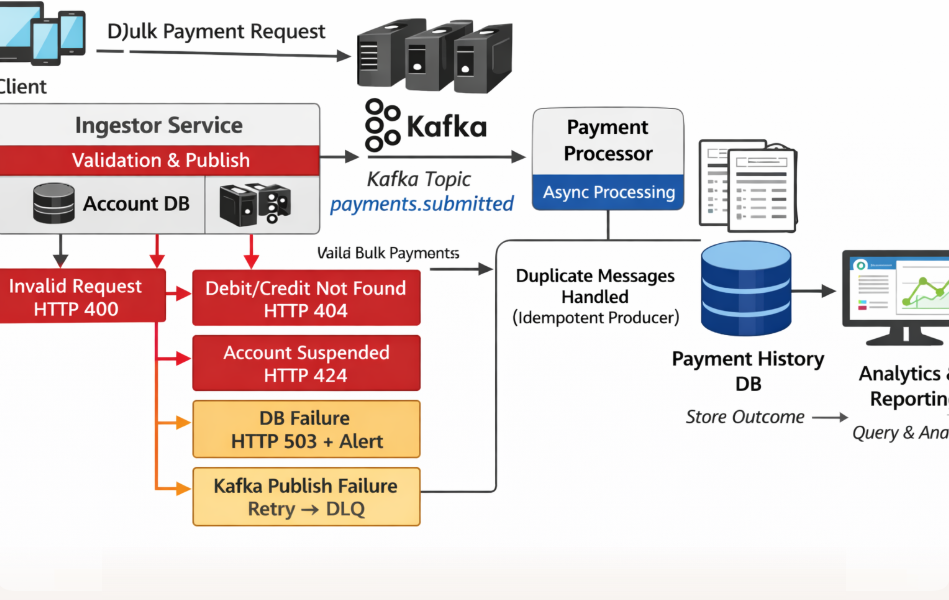 D)ulk Payment Request
Client
Ingestor Service
Validation & Publish
Account DB
Kafka
Kafka Topic
payments.submitted
Payment
Processor
Async Processing
Invalid Request
HTTP 400
Debit/Credit Not Found
HTTP 404
Account Suspended
HTTP 424
DB Failure
HTTP 503 + Alert
Kafka Publish Failure
Retry → DLQ
Vaila Bulk Payments
Duplicate Messages
Handled
(Idempotent Producer)
Payment History
DB
Store Outcome
Analytics &
Reportin
Query & Ana